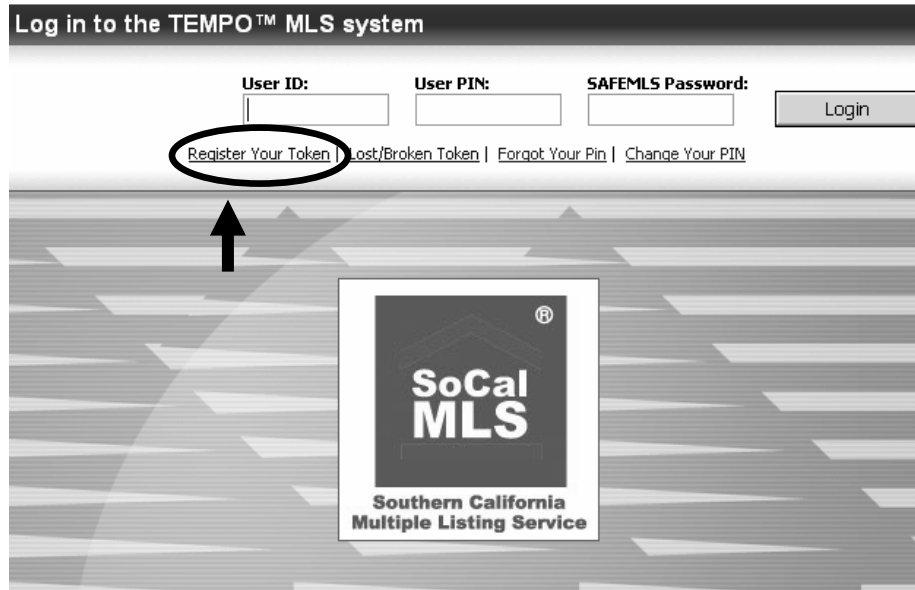 Log in to the TEMPO™ MLS system
User ID: User PIN: SAFEMLS Password:
Login
Register Your Token | Lost/Broken Token | Forgot Your Pin | Change Your PIN
®
SoCal
MLS
Southern California
Multiple Listing Service